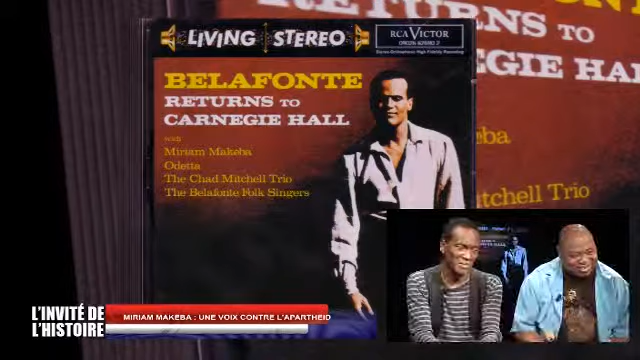 LIVING STEREO
RCA VICTOR
BELAFONTE
RETURNS TO
CARNEGIE HALL
with
Miriam Makeba
Odetta
The Chad Mitchell Trio
The Belafonte Folk Singers
RETURNS TO
EGIE HAL
eba
tchell Trio
L'INVITÉ DE
L'HISTOIRE
MIRIAM MAKEBA : UNE VOIX CONTRE L'APARTHEID